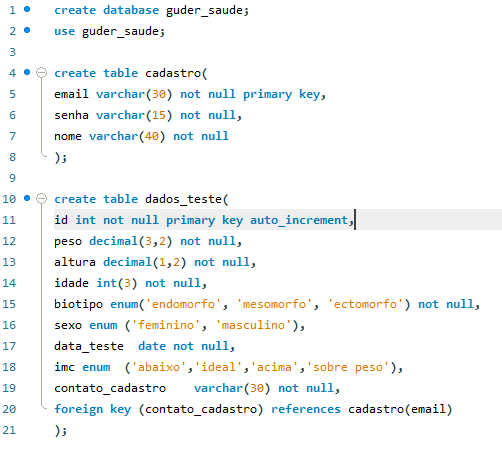 1 create database guder_saude;
2 use guder_saude;
3
4 create table cadastro(
5 email varchar(30) not null primary key,
6 senha varchar(15) not null,
7 nome varchar(40) not null
8 );
9
10 create table dados_teste(
11 id int not null primary key auto_increment,
12 peso decimal(3,2) not null,
13 altura decimal(1,2) not null,
14 idade int(3) not null,
15 biotipo enum('endomorfo', 'mesomorfo', 'ectomorfo') not null,
16 sexo enum ('feminino', 'masculino'),
17 data_teste  date not null,
18 imc enum  ('abaixo','ideal','acima','sobre peso'),
19 contato_cadastro    varchar(30) not null,
20 foreign key (contato_cadastro) references cadastro(email)
21 );